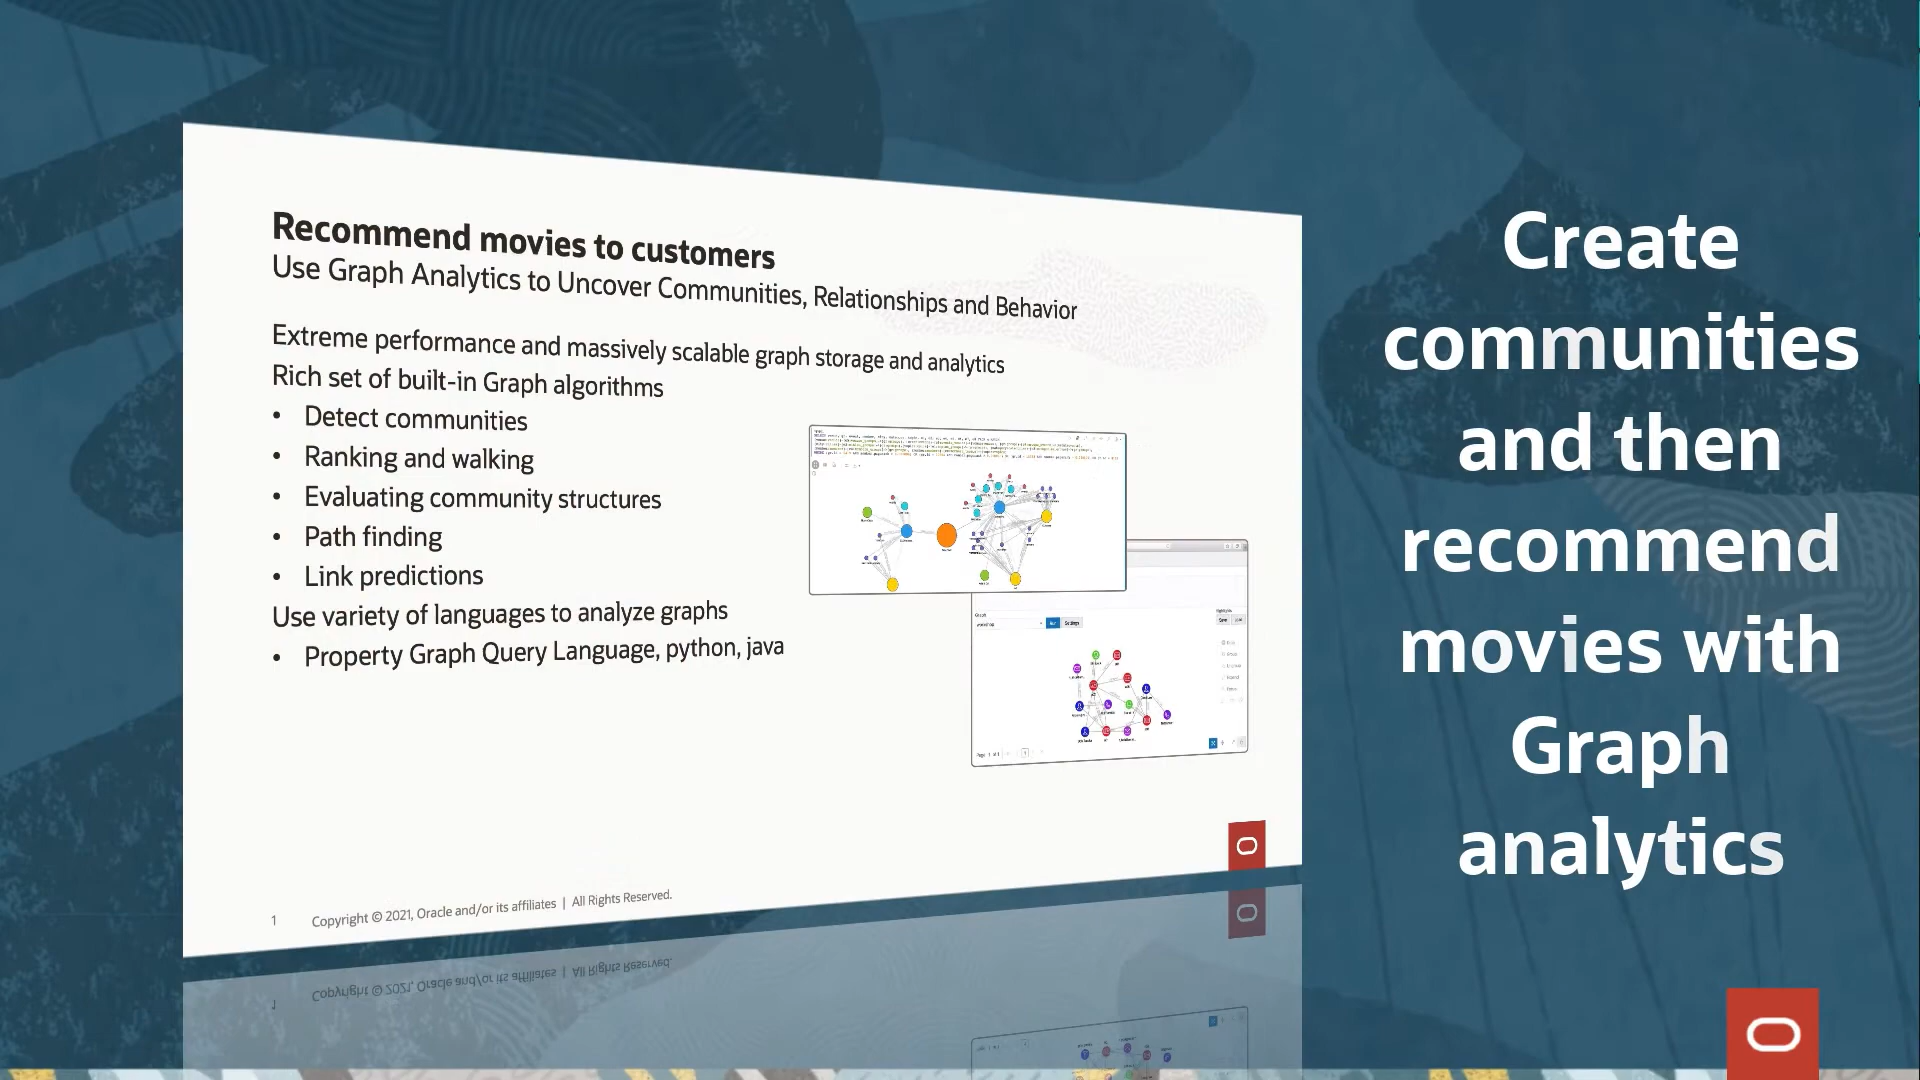 Recommend movies to customers
Use Graph Analytics to Uncover Communities, Relationships and Behavior
Extreme performance and massively scalable graph storage and analytics
Rich set of built-in Graph algorithms
• Detect communities
• Ranking and walking
• Evaluating community structures
• Path finding
• Link predictions
Use variety of languages to analyze graphs
• Property Graph Query Language, python, java
Graph
Settings
1 Copyright © 2021, Oracle and/or its affiliates | All Rights Reserved.
Create
communities
and then
recommend
movies with
Graph
analytics